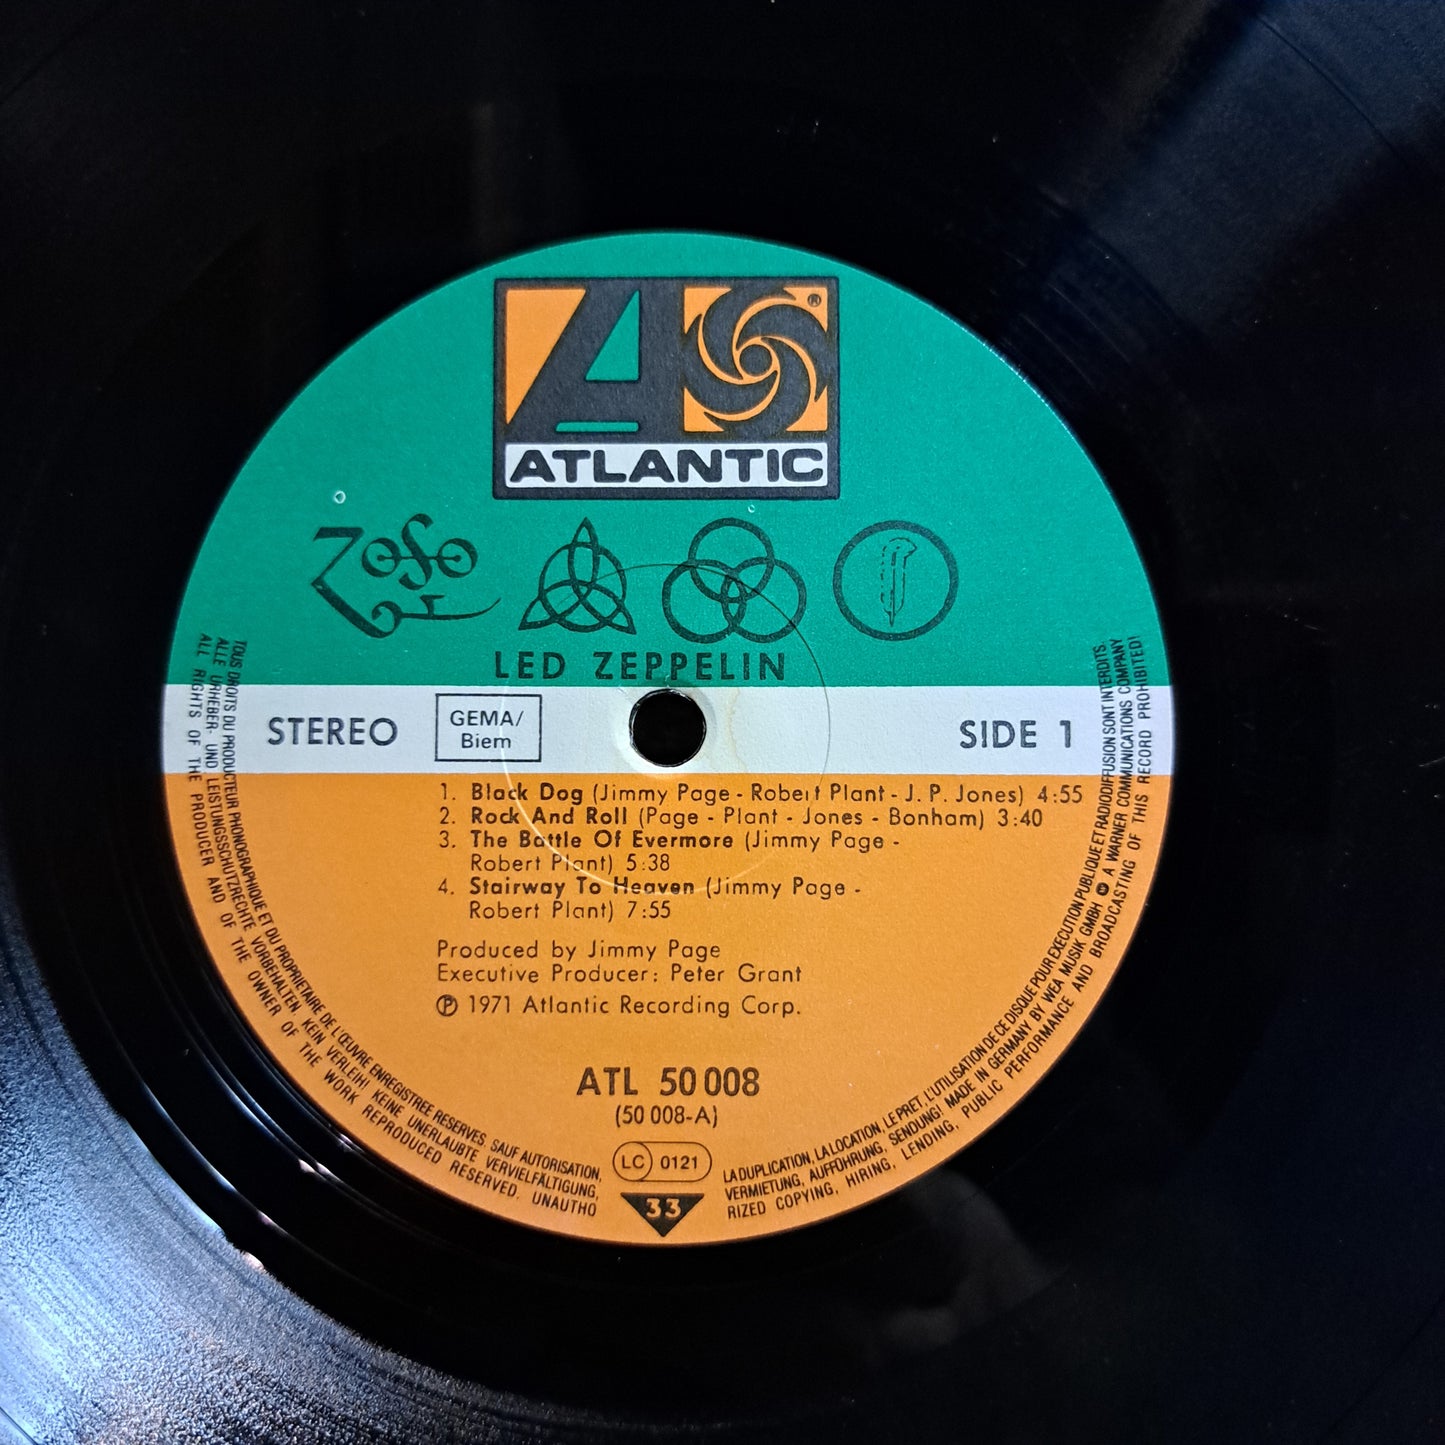 ®
ATLANTIC
LED ZEPPELIN
STEREO
GEMA/
Biem
SIDE 1
1. Black Dog (Jimmy Page - Robert Plant - J. P. Jones) 4:55
2. Rock And Roll (Page - Plant - Jones - Bonham) 3:40
3. The Battle Of Evermore (Jimmy Page -
Robert Plant) 5:38
4. Stairway To Heaven (Jimmy Page -
Robert Plant) 7:55
Produced by Jimmy Page
Executive Producer: Peter Grant
℗ 1971 Atlantic Recording Corp.
ATL 50 008
(50 008-A)
LC 0121
33
TOUS DROITS DU PRODUCTEUR PHONOGRAPHIQUE ET DU PROPRIETAIRE DE L'ŒUVRE ENREGISTREE RESERVES. SAUF AUTORISATION, LA DUPLICATION, LA LOCATION, LE PRET, L'UTILISATION DE CE DISQUE POUR EXECUTION PUBLIQUE ET RADIODIFFUSION SONT INTERDITS.
ALLE URHEBER- UND LEISTUNGSSCHUTZRECHTE VORBEHALTEN. KEIN VERLEIH! KEINE UNERLAUBTE VERVIELFÄLTIGUNG, VERMIETUNG, AUFFÜHRUNG, SENDUNG! MADE IN GERMANY BY WEA MUSIK GMBH A WARNER COMMUNICATIONS COMPANY
ALL RIGHTS OF THE PRODUCER AND OF THE OWNER OF THE WORK REPRODUCED RESERVED. UNAUTHORIZED COPYING, HIRING, LENDING, PUBLIC PERFORMANCE AND BROADCASTING OF THIS RECORD PROHIBITED!